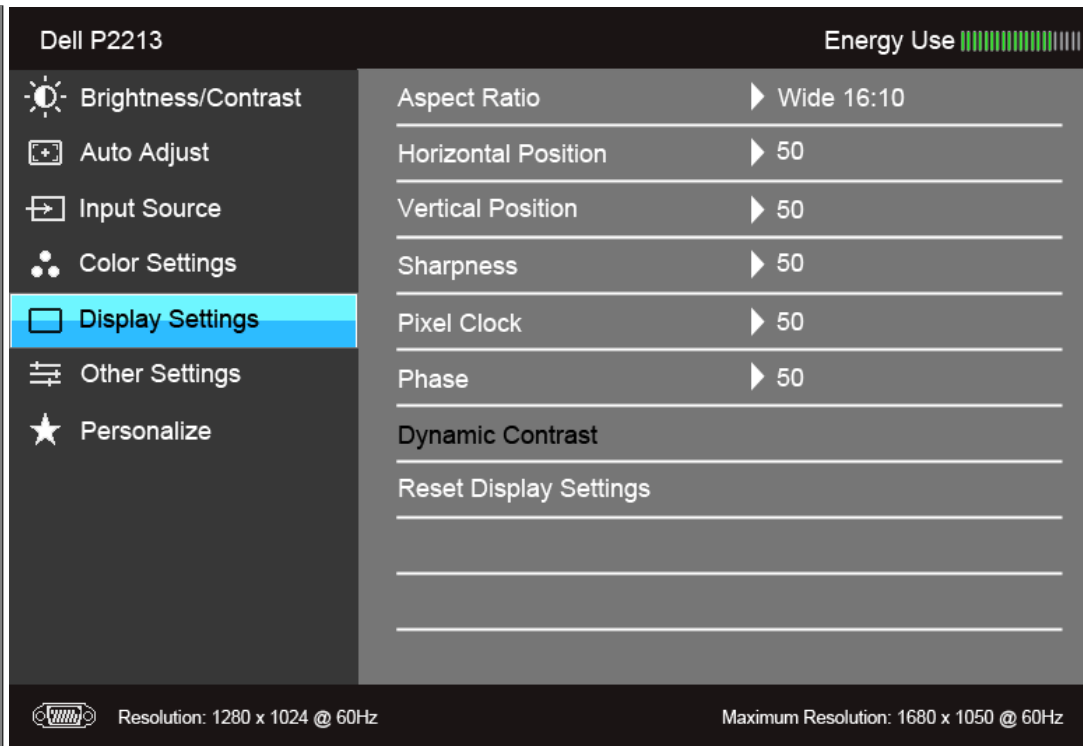 Dell P2213 Energy Use
Brightness/Contrast
Auto Adjust
Input Source
Color Settings
Display Settings
Other Settings
Personalize
Aspect Ratio Wide 16:10
Horizontal Position 50
Vertical Position 50
Sharpness 50
Pixel Clock 50
Phase 50
Dynamic Contrast
Reset Display Settings
Resolution: 1280 x 1024 @ 60Hz Maximum Resolution: 1680 x 1050 @ 60Hz